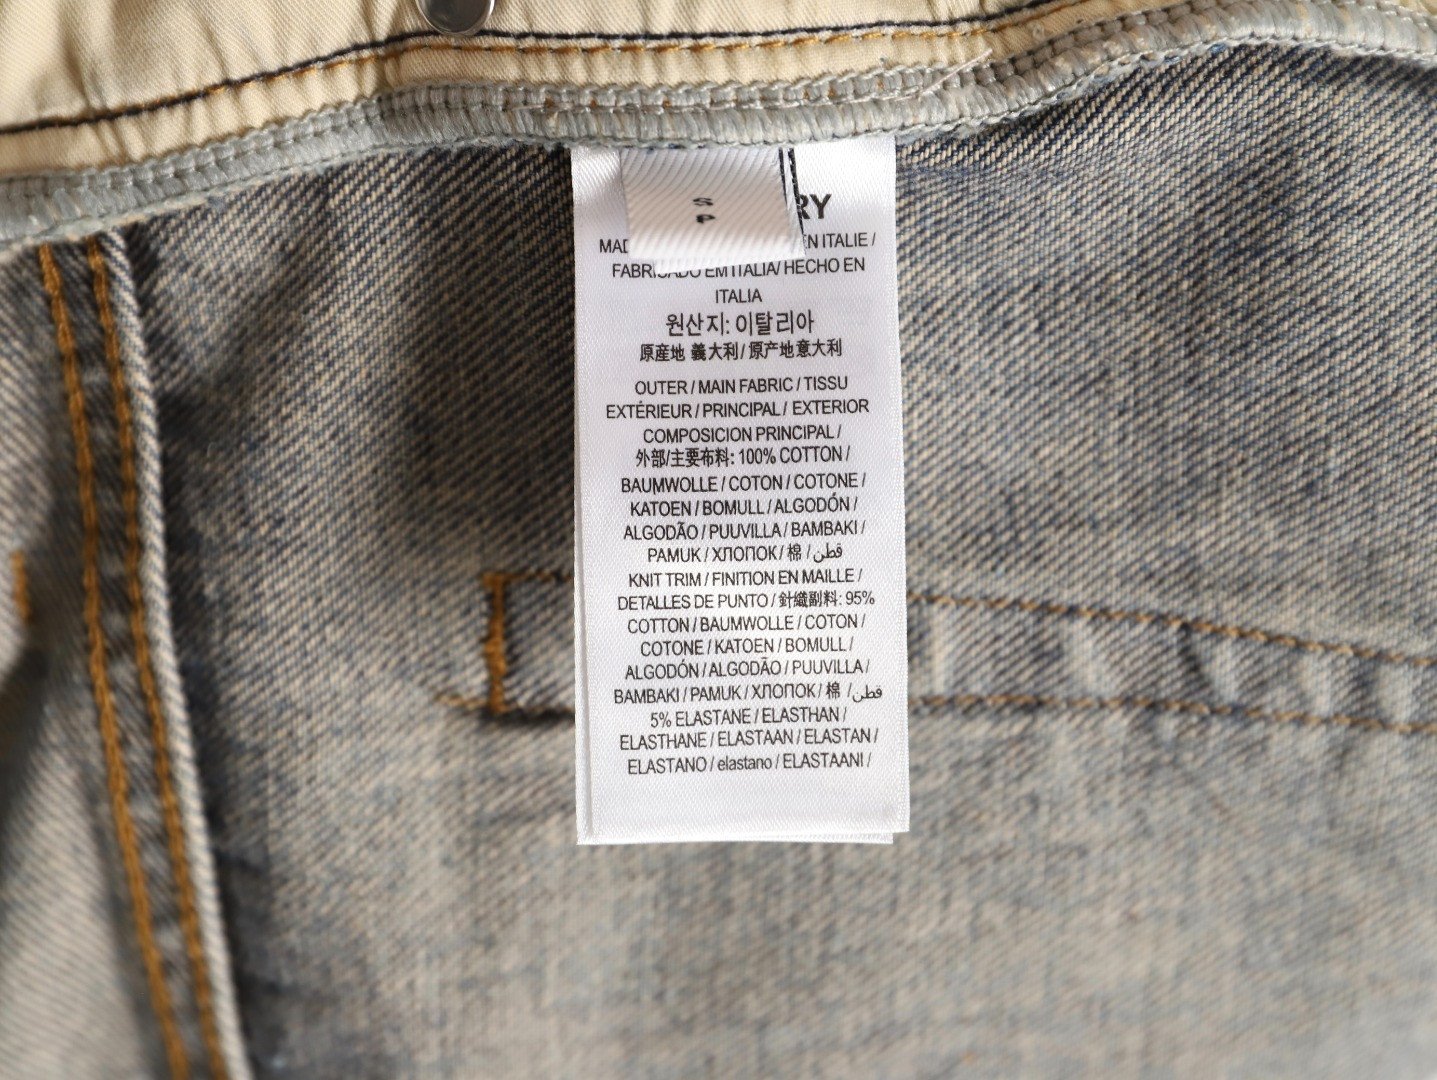 S
P
RY
EN ITALIE /
FABRICADO EM ITALIA/ HECHO EN
ITALIA
원산지: 이탈리아
原産地 義大利 / 原产地意大利
OUTER / MAIN FABRIC / TISSU
EXTÉRIEUR / PRINCIPAL / EXTERIOR
COMPOSICION PRINCIPAL /
外部/主要布料: 100% COTTON /
BAUMWOLLE / COTON / COTONE /
KATOEN / BOMULL / ALGODÓN /
ALGODÃO / PUUVILLA / BAMBAKI /
PAMUK / ХЛОПОК / 棉 / قطن
KNIT TRIM / FINITION EN MAILLE /
DETALLES DE PUNTO / 針織副料: 95%
COTTON / BAUMWOLLE / COTON /
COTONE / KATOEN / BOMULL /
ALGODÓN / ALGODÃO / PUUVILLA /
BAMBAKI / PAMUK / ХЛОПОК / 棉 / قطن
5% ELASTANE / ELASTHAN /
ELASTHANE / ELASTAAN / ELASTAN /
ELASTANO / elastano / ELASTAANI /